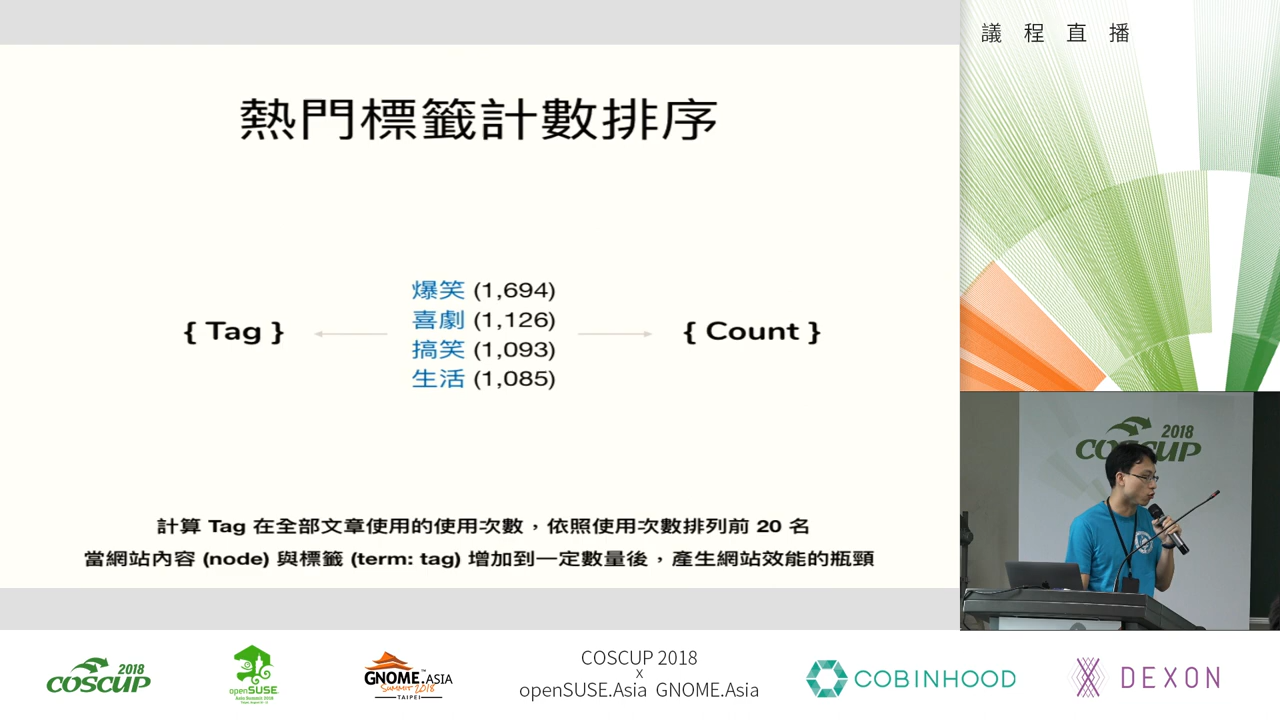 熱門標籤計數排序
爆笑 (1,694)
喜劇 (1,126)
搞笑 (1,093)
生活 (1,085)
{ Tag }
{ Count }
計算 Tag 在全部文章使用的使用次數，依照使用次數排列前 20 名
當網站內容 (node) 與標籤 (term: tag) 增加到一定數量後，產生網站效能的瓶頸
議程直播
2018
COSCUP
2018
COSCUP
openSUSE.
GNOME.ASIA
SUMMIT 2018
TAIPEI
COSCUP 2018
x
openSUSE.Asia GNOME.Asia
COBINHOOD
DEXON